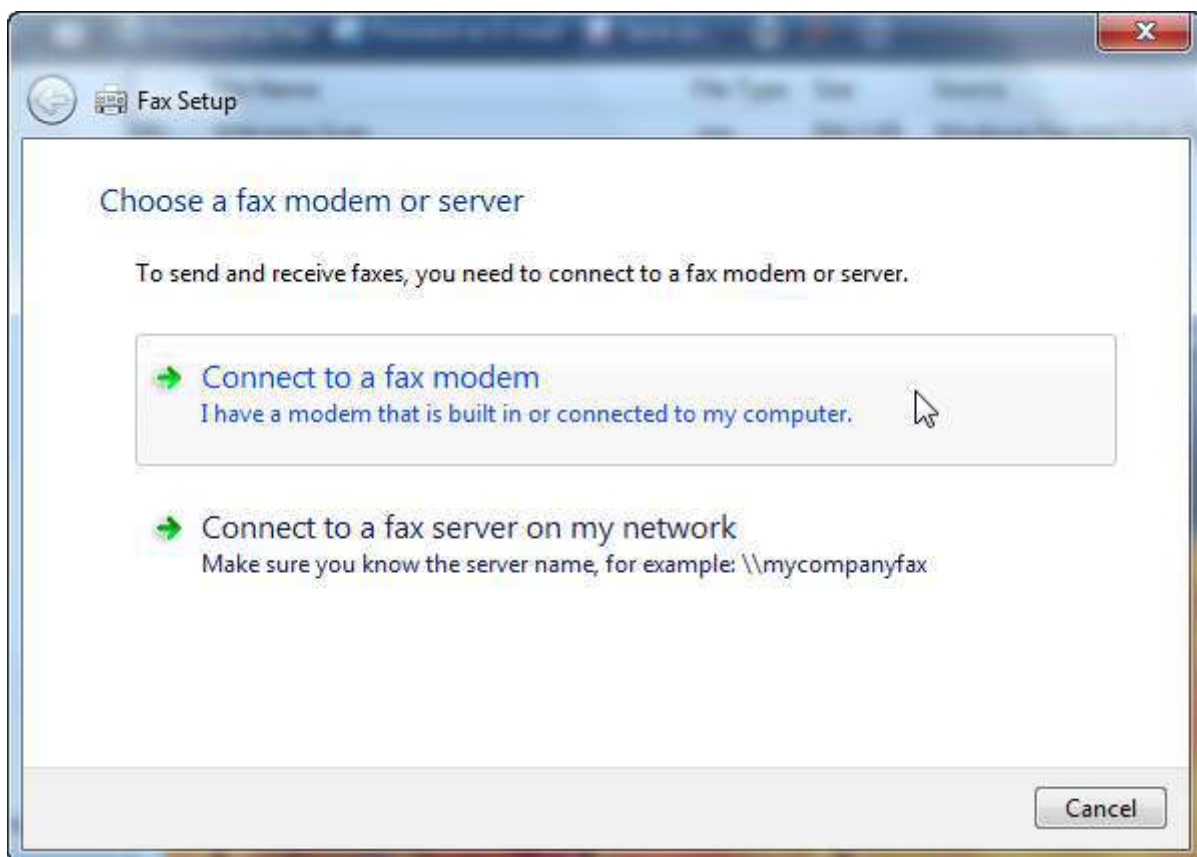 Fax Setup
Choose a fax modem or server
To send and receive faxes, you need to connect to a fax modem or server.
Connect to a fax modem
I have a modem that is built in or connected to my computer.
Connect to a fax server on my network
Make sure you know the server name, for example: \\mycompanyfax
Cancel